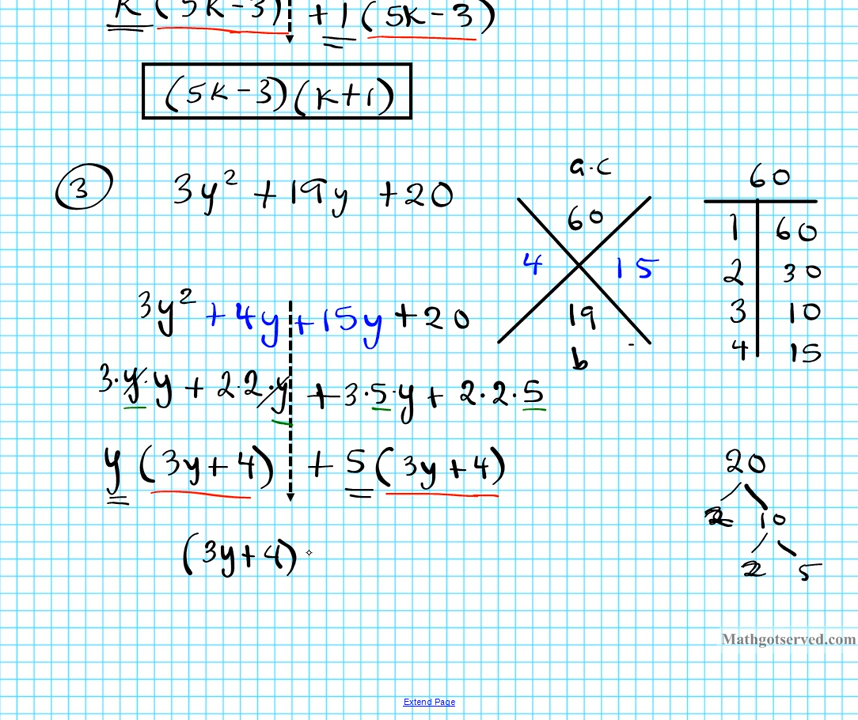 k (5k-3) + 1 (5k-3)
(5k-3)(k+1)
3 3y² + 19y + 20
a.c
60
4 15
19
b
60
1 60
2 30
3 10
4 15
3y² + 4y + 15y + 20
3·y·y + 2·2·y + 3·5·y + 2·2·5
y (3y+4) + 5 (3y+4)
(3y+4)
20
2 10
2 5
Mathgotserved.com
Extend Page